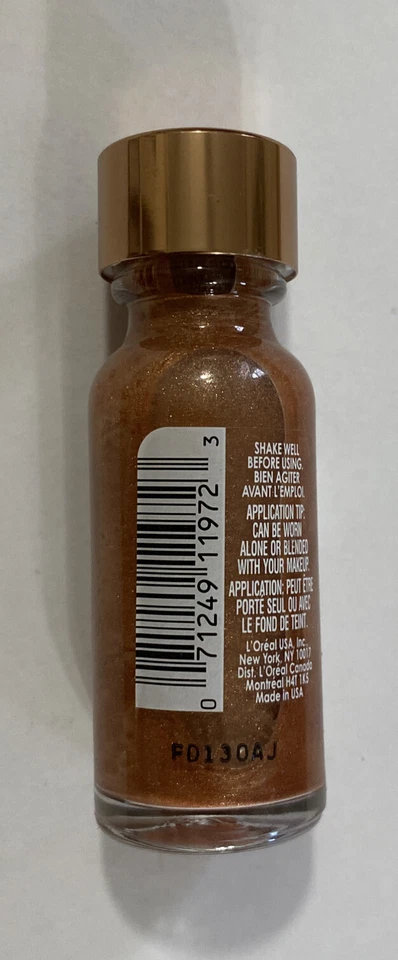 0 71249 11972 3
SHAKE WELL
BEFORE USING.
BIEN AGITER
AVANT L'EMPLOI.
APPLICATION TIP:
CAN BE WORN
ALONE OR BLENDED
WITH YOUR MAKEUP.
APPLICATION: PEUT ÊTRE
PORTÉ SEUL OU AVEC
LE FOND DE TEINT.
L'Oréal USA, Inc.
New York, NY 10017
Dist. L'Oréal Canada
Montréal H4T 1K5
Made in USA
FD130AJ